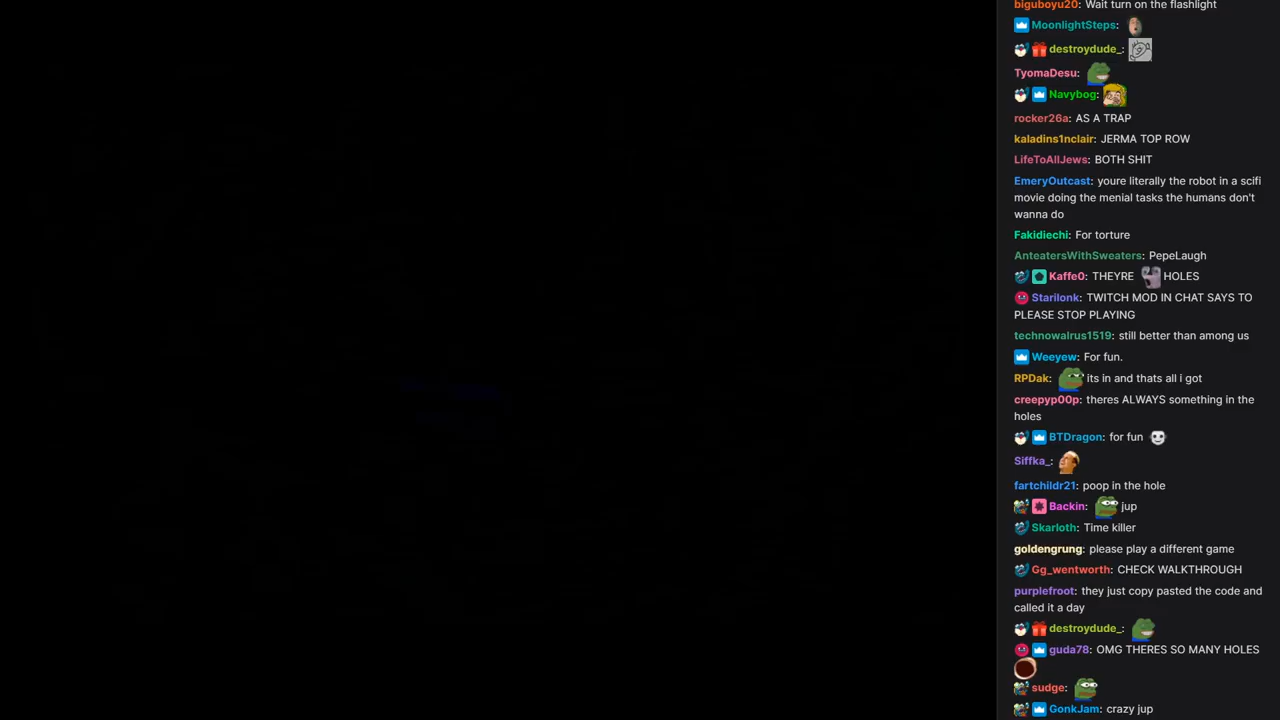 biguboyu20: Wait turn on the flashlight
MoonlightSteps:
destroydude_:
TyomaDesu:
Navybog:
rocker26a: AS A TRAP
kaladins1nclair: JERMA TOP ROW
LifeToAllJews: BOTH SHIT
EmeryOutcast: youre literally the robot in a scifi
movie doing the menial tasks the humans don't
wanna do
Fakidiechi: For torture
AnteatersWithSweaters: PepeLaugh
Kaffe0: THEYRE HOLES
Starilonk: TWITCH MOD IN CHAT SAYS TO
PLEASE STOP PLAYING
technowalrus1519: still better than among us
Weeyew: For fun.
RPDak: its in and thats all i got
creepyp00p: theres ALWAYS something in the
holes
BTDragon: for fun
Siffka_:
fartchildr21: poop in the hole
Backin: jup
Skarloth: Time killer
goldengrung: please play a different game
Gg_wentworth: CHECK WALKTHROUGH
purplefroot: they just copy pasted the code and
called it a day
destroydude_:
guda78: OMG THERES SO MANY HOLES
sudge:
GonkJam: crazy jup